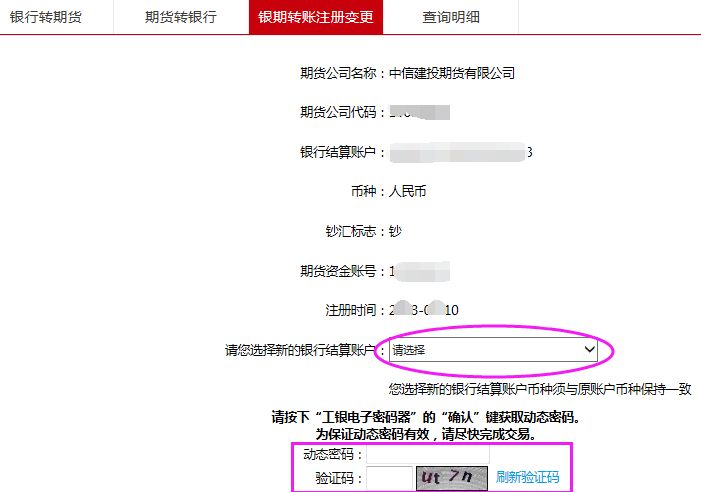 银行转期货 期货转银行 银期转账注册变更 查询明细
期货公司名称：中信建投期货有限公司
期货公司代码：
银行结算账户：3
币种：人民币
钞汇标志：钞
期货资金账号：1
注册时间：2 3-0 10
请您选择新的银行结算账户：请选择
您选择新的银行结算账户币种须与原账户币种保持一致
请按下“工银电子密码器”的“确认”键获取动态密码。
为保证动态密码有效，请尽快完成交易。
动态密码：
验证码：ut7n 刷新验证码